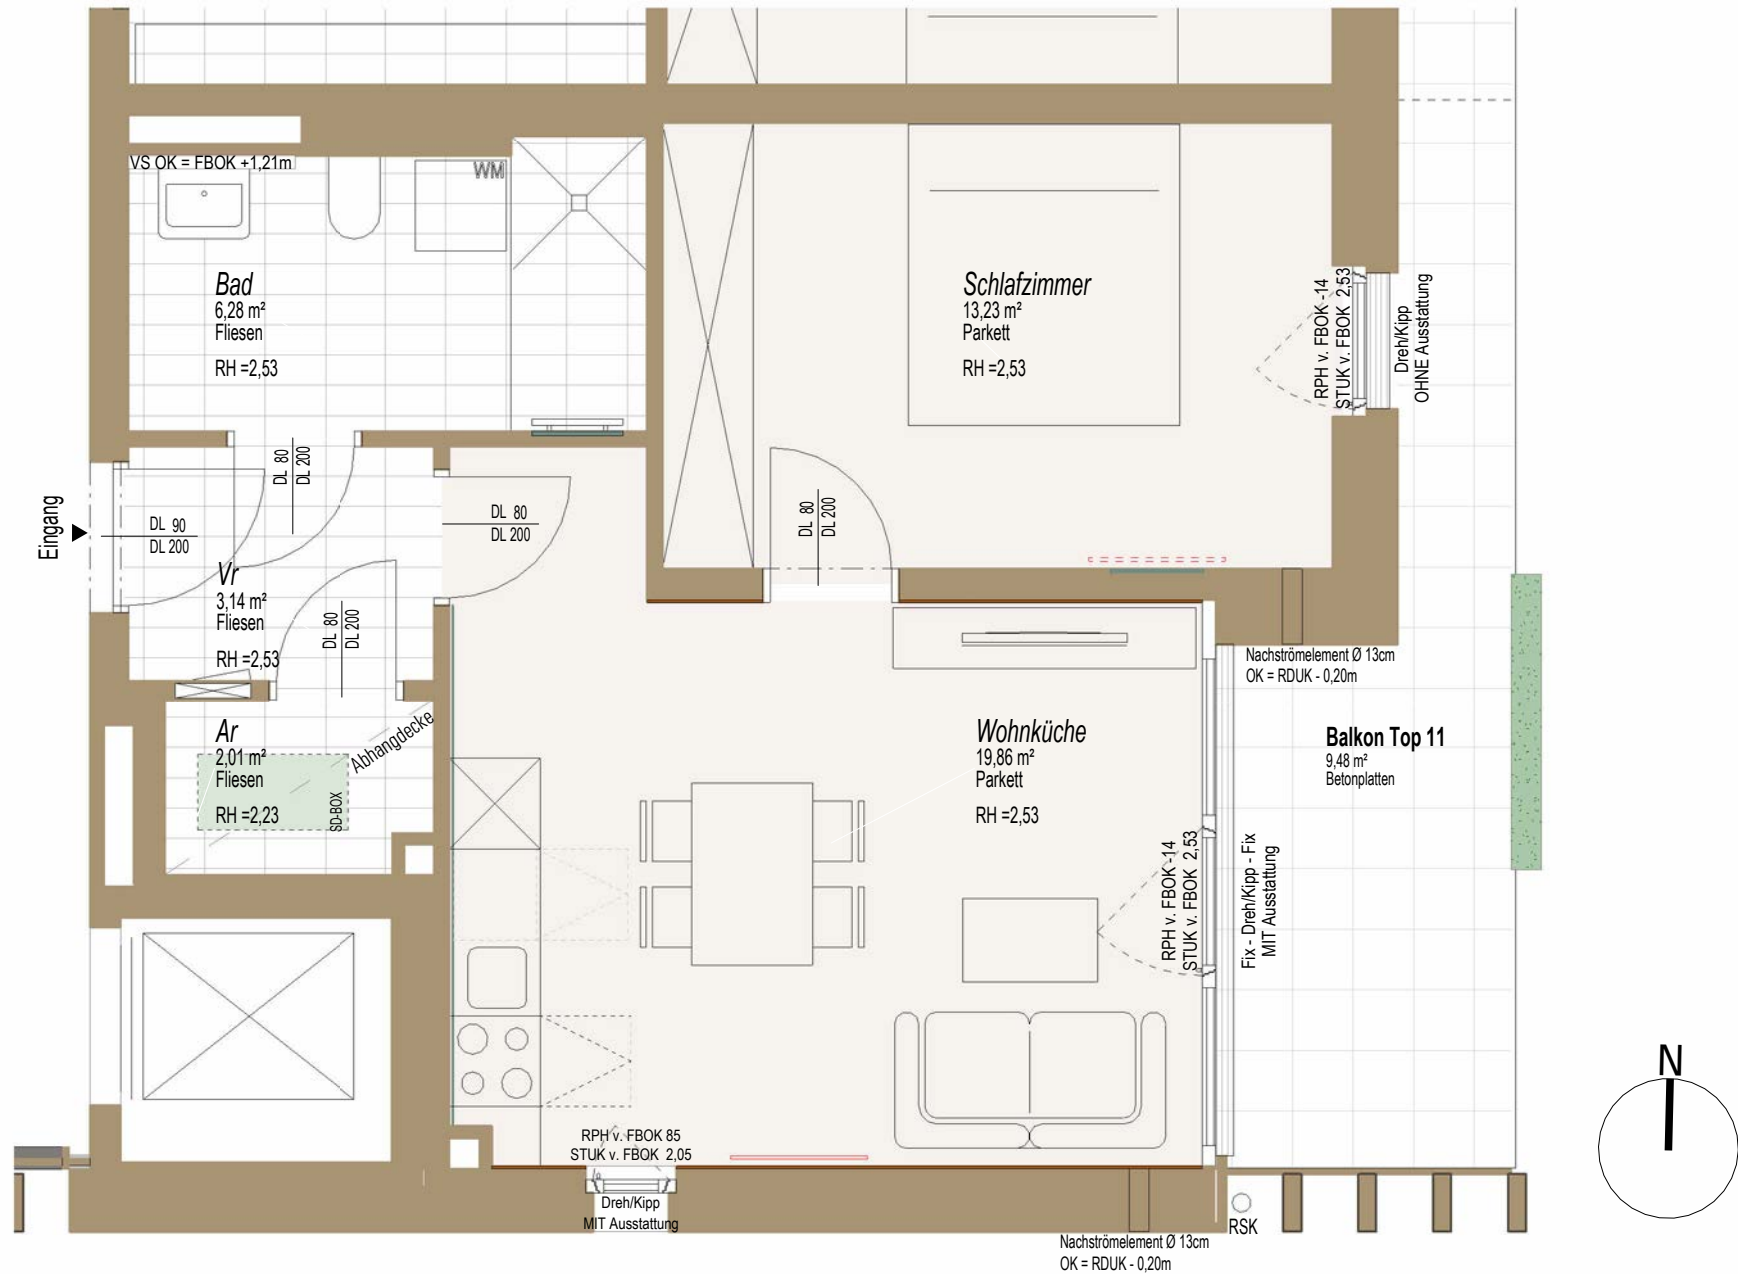 VS OK = FBOK +1,21m
WM
Bad
6,28 m²
Fliesen
RH =2,53
Schlafzimmer
13,23 m²
Parkett
RH =2,53
RPH v. FBOK -14
STUK v. FBOK 2,53
Dreh/Kipp
OHNE Ausstattung
Eingang
DL 90
DL 200
DL 80
DL 200
DL 80
DL 200
DL 80
DL 200
Vr
3,14 m²
Fliesen
RH =2,53
DL 80
DL 200
Nachströmelement Ø 13cm
OK = RDUK - 0,20m
Ar
2,01 m²
Fliesen
RH =2,23
Abhangdecke
SD-BOX
Wohnküche
19,86 m²
Parkett
RH =2,53
Balkon Top 11
9,48 m²
Betonplatten
RPH v. FBOK -14
STUK v. FBOK 2,53
Fix - Dreh/Kipp - Fix
MIT Ausstattung
N
RPH v. FBOK 85
STUK v. FBOK 2,05
Dreh/Kipp
MIT Ausstattung
RSK
Nachströmelement Ø 13cm
OK = RDUK - 0,20m